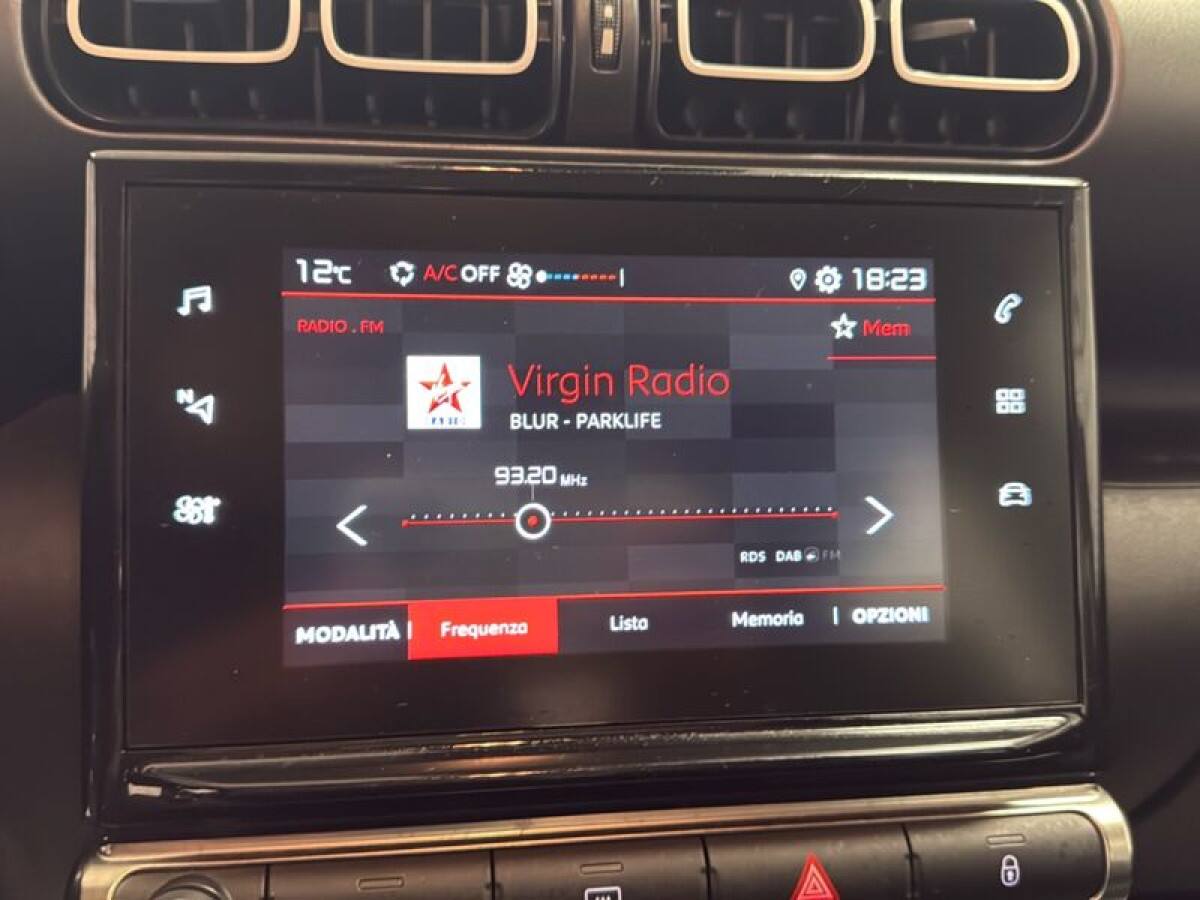 12°C A/C OFF 18:23
RADIO . FM
Mem
Virgin Radio
BLUR - PARKLIFE
93.20 MHz
RDS DAB FM
MODALITÀ Frequenza Lista Memoria OPZIONI
N